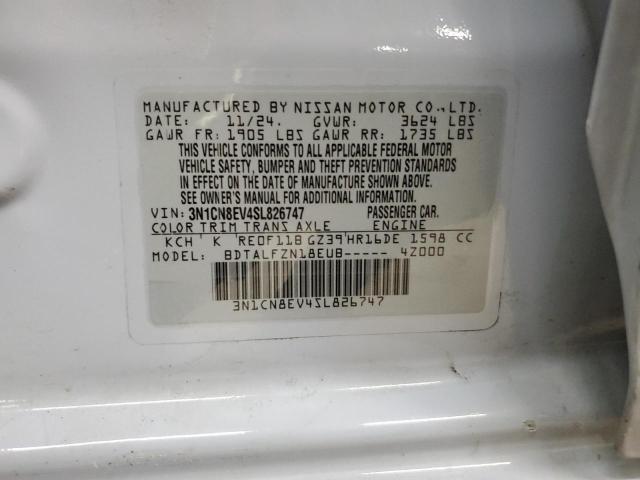 MANUFACTURED BY NISSAN MOTOR CO.,LTD.
DATE: 11/24. GVWR: 3624 LBS
GAWR FR: 1905 LBS GAWR RR: 1735 LBS
THIS VEHICLE CONFORMS TO ALL APPLICABLE FEDERAL MOTOR
VEHICLE SAFETY, BUMPER AND THEFT PREVENTION STANDARDS
IN EFFECT ON THE DATE OF MANUFACTURE SHOWN ABOVE.
SEE OWNER'S MANUAL FOR ADDITIONAL INFORMATION.
VIN: 3N1CN8EV4SL826747 PASSENGER CAR.
COLOR TRIM TRANS AXLE ENGINE
KCH K RE0F11B GZ39 HR16DE 1598 CC
MODEL: BDTALFZN18EUB----- 4Z000
3N1CN8EV4SL826747